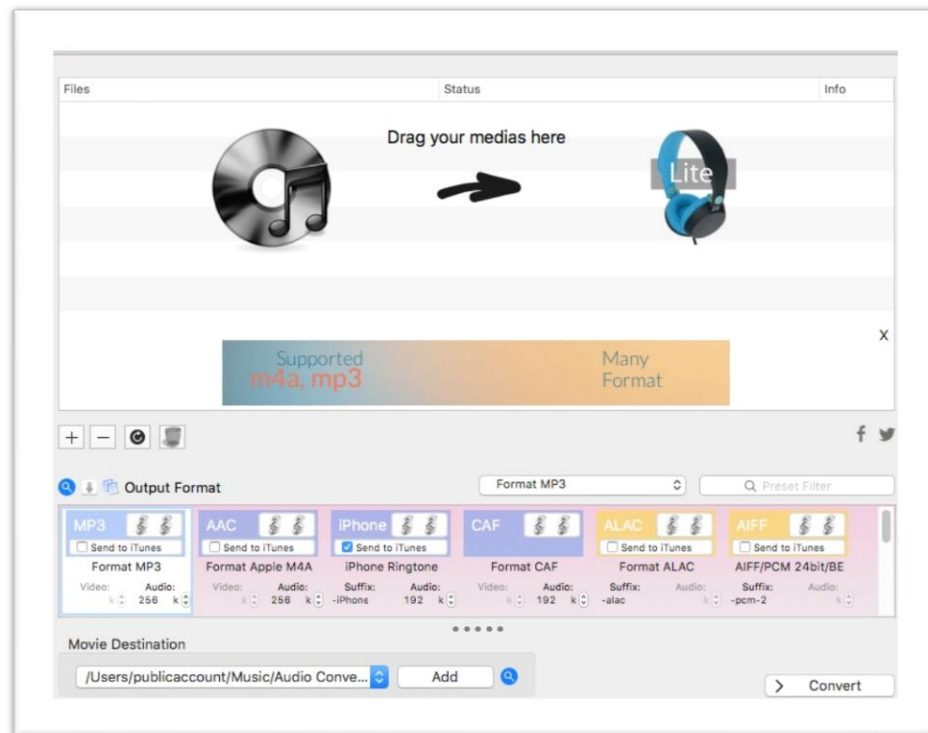 Files Status Info
Drag your medias here
Lite
X
Supported Many
m4a, mp3 Format
Output Format Format MP3 Preset Filter
MP3 AAC iPhone CAF ALAC AIFF
Send to iTunes Send to iTunes Send to iTunes Send to iTunes Send to iTunes
Format MP3 Format Apple M4A iPhone Ringtone Format CAF Format ALAC AIFF/PCM 24bit/BE
Video: Audio: Video: Audio: Suffix: Audio: Video: Audio: Suffix: Audio: Suffix: Audio:
k 256 k k 256 k -iPhone 192 k k 192 k -alac k -pcm-2 k
Movie Destination
/Users/publicaccount/Music/Audio Conve... Add
> Convert